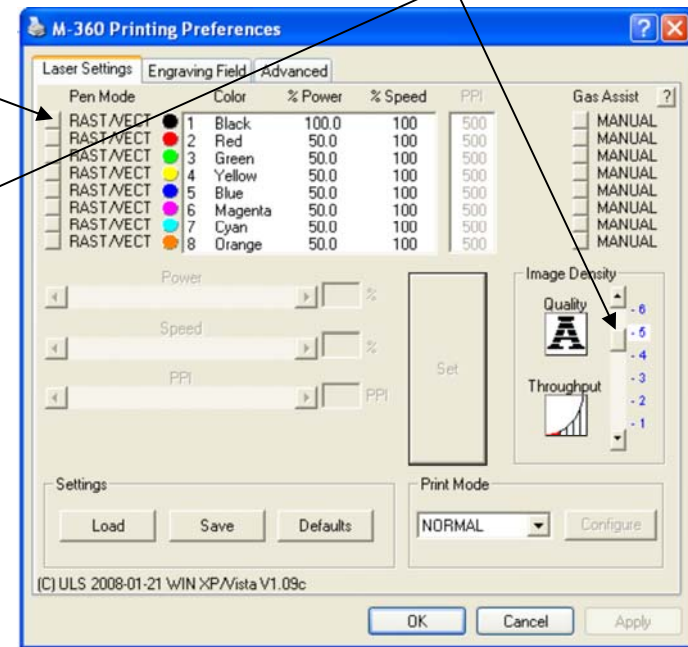 M-360 Printing Preferences
Laser Settings Engraving Field Advanced
Pen Mode Color % Power % Speed PPI Gas Assist ?
RAST/VECT 1 Black 100.0 100 500 MANUAL
RAST/VECT 2 Red 50.0 100 500 MANUAL
RAST/VECT 3 Green 50.0 100 500 MANUAL
RAST/VECT 4 Yellow 50.0 100 500 MANUAL
RAST/VECT 5 Blue 50.0 100 500 MANUAL
RAST/VECT 6 Magenta 50.0 100 500 MANUAL
RAST/VECT 7 Cyan 50.0 100 500 MANUAL
RAST/VECT 8 Orange 50.0 100 500 MANUAL
Power
%
Speed
%
PPI
PPI
Set
Image Density
Quality
A
Throughput
- 6
- 5
- 4
- 3
- 2
- 1
Settings
Load Save Defaults
Print Mode
NORMAL Configure
(C) ULS 2008-01-21 WIN XP/Vista V1.09c
OK Cancel Apply